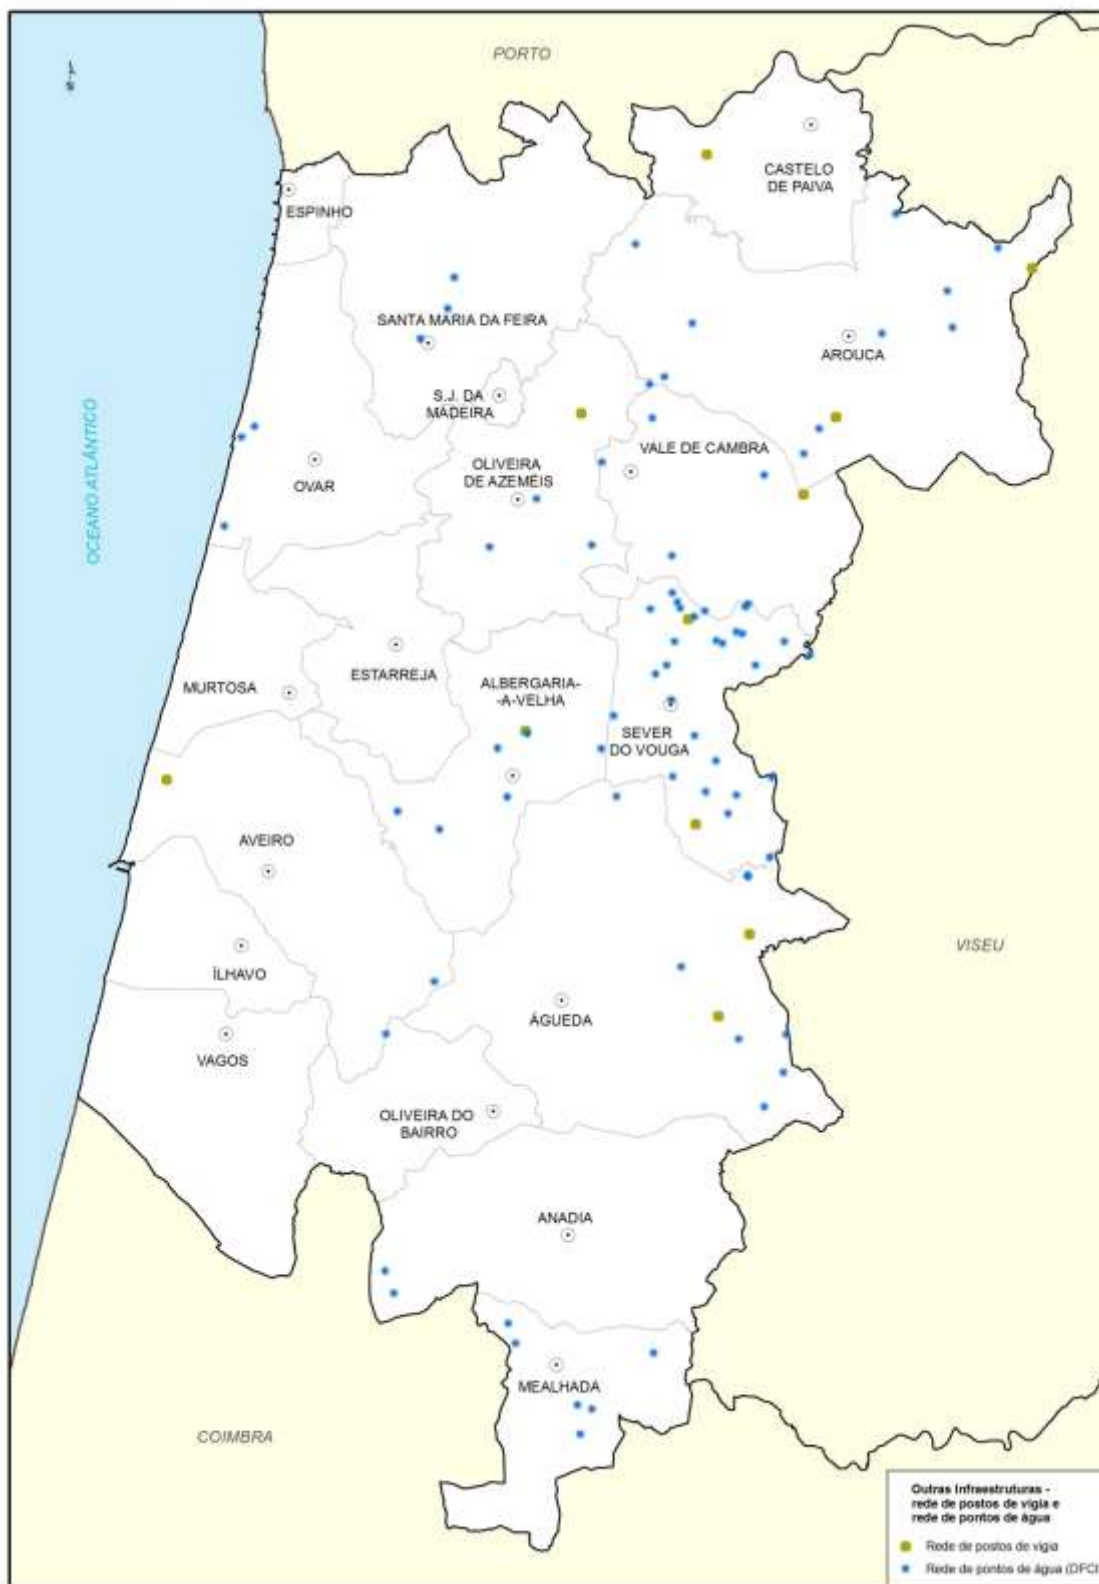 PORTO
CASTELO
DE PAIVA
ESPINHO
SANTA MARIA DA FEIRA
AROUCA
S.J. DA
MADEIRA
OCEANO ATLÂNTICO
VALE DE CAMBRA
OLIVEIRA
DE AZEMÉIS
OVAR
ESTARREJA
MURTOSA
ALBERGARIA-
-A-VELHA
SEVER
DO VOUGA
AVEIRO
VISEU
ÍLHAVO
ÁGUEDA
VAGOS
OLIVEIRA DO
BAIRRO
ANADIA
MEALHADA
COIMBRA
Outras Infraestruturas -
rede de postos de vigia e
rede de pontos de água
Rede de postos de vigia
Rede de pontos de água (DFCI